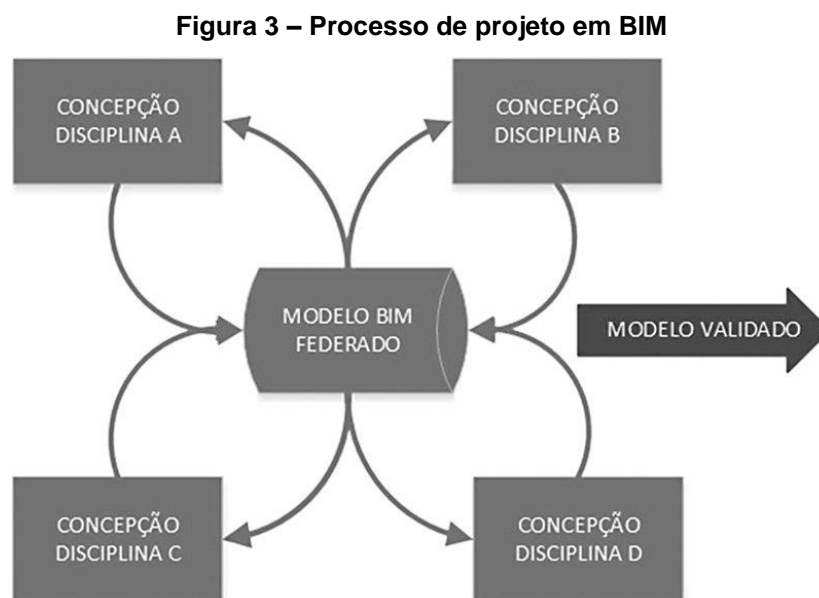 Figura 3 – Processo de projeto em BIM
CONCEPÇÃO
DISCIPLINA A
CONCEPÇÃO
DISCIPLINA B
MODELO BIM
FEDERADO
MODELO VALIDADO
CONCEPÇÃO
DISCIPLINA C
CONCEPÇÃO
DISCIPLINA D